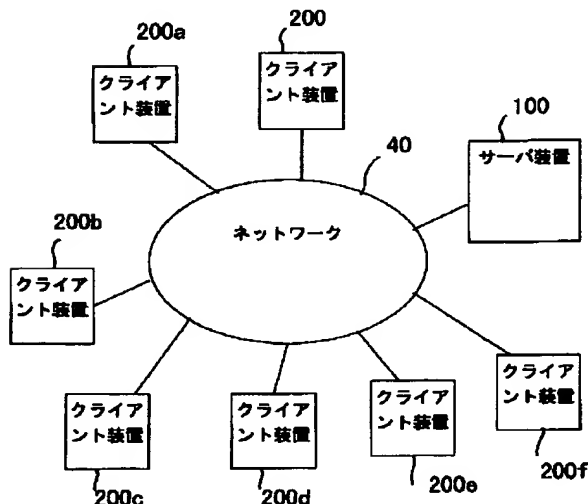 200a
200
クライア
ント装置
クライア
ント装置
100
サーバ装置
40
ネットワーク
200b
クライア
ント装置
クライア
ント装置
クライア
ント装置
クライア
ント装置
クライア
ント装置
200c
200d
200e
200f